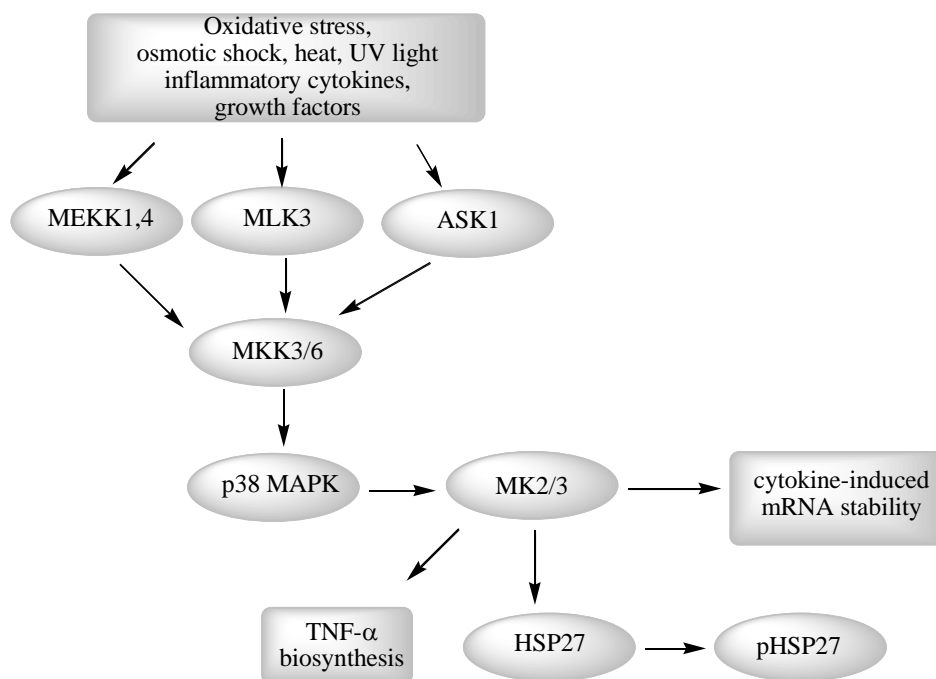 Oxidative stress,
osmotic shock, heat, UV light
inflammatory cytokines,
growth factors
MEKK1,4
MLK3
ASK1
MKK3/6
p38 MAPK
MK2/3
cytokine-induced
mRNA stability
TNF-α
biosynthesis
HSP27
pHSP27